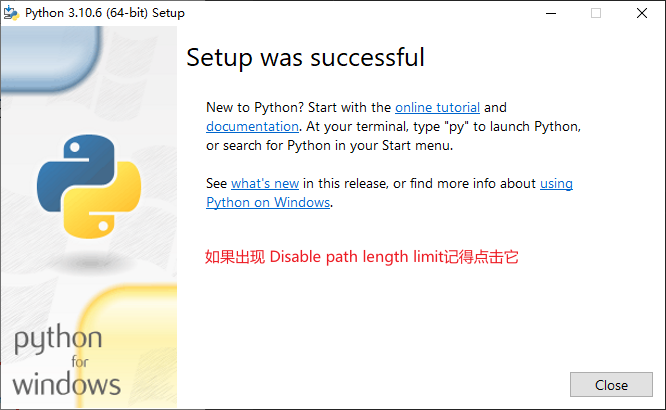 Python 3.10.6 (64-bit) Setup
Setup was successful
New to Python? Start with the online tutorial and
documentation. At your terminal, type "py" to launch Python,
or search for Python in your Start menu.
See what's new in this release, or find more info about using
Python on Windows.
如果出现 Disable path length limit记得点击它
python
for
windows
Close